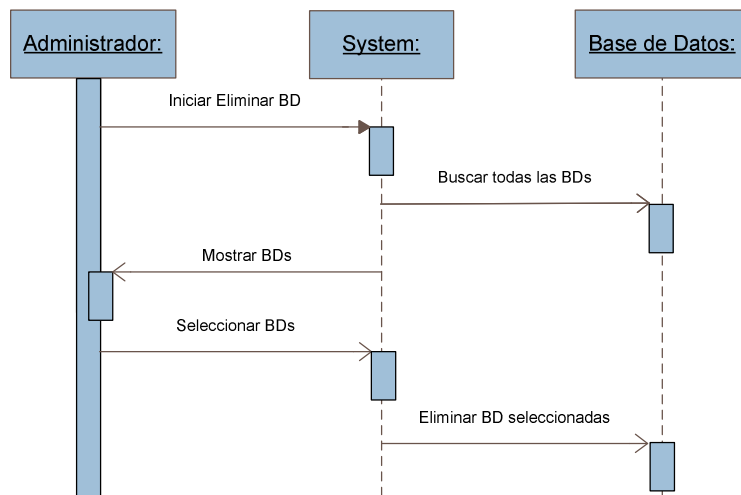 Administrador:
System:
Base de Datos:
Iniciar Eliminar BD
Buscar todas las BDs
Mostrar BDs
Seleccionar BDs
Eliminar BD seleccionadas